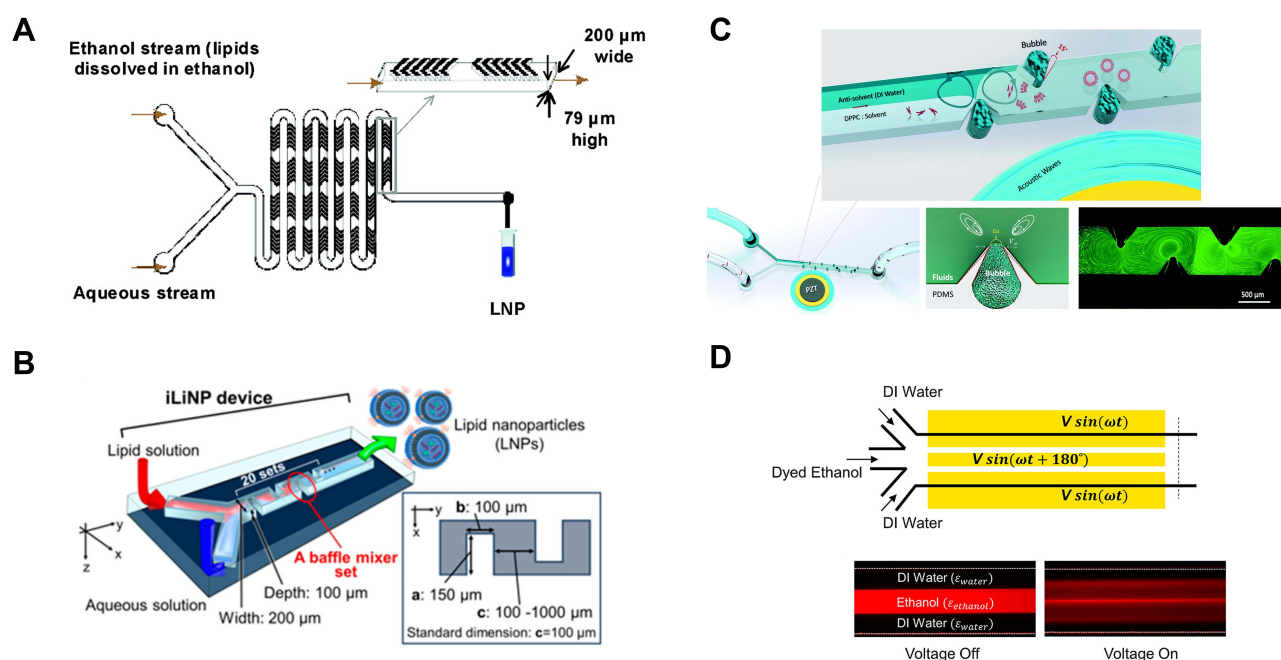 A
Ethanol stream (lipids
dissolved in ethanol)
200 µm
wide
79 µm
high
Aqueous stream
LNP
B
iLiNP device
Lipid solution
20 sets
Lipid nanoparticles
(LNPs)
A baffle mixer
set
Depth: 100 µm
Width: 200 µm
Aqueous solution
y
x
z
y
x
b: 100 µm
a: 150 µm
c: 100 -1000 µm
Standard dimension: c=100 µm
C
Bubble
15°
Anti-solvent (DI Water)
DPPC : Solvent
Acoustic Waves
PZT
Fluids
Bubble
PDMS
500 µm
D
DI Water
Dyed Ethanol
DI Water
V sin(ωt)
V sin(ωt + 180°)
V sin(ωt)
DI Water (εwater)
Ethanol (εethanol)
DI Water (εwater)
Voltage Off
Voltage On